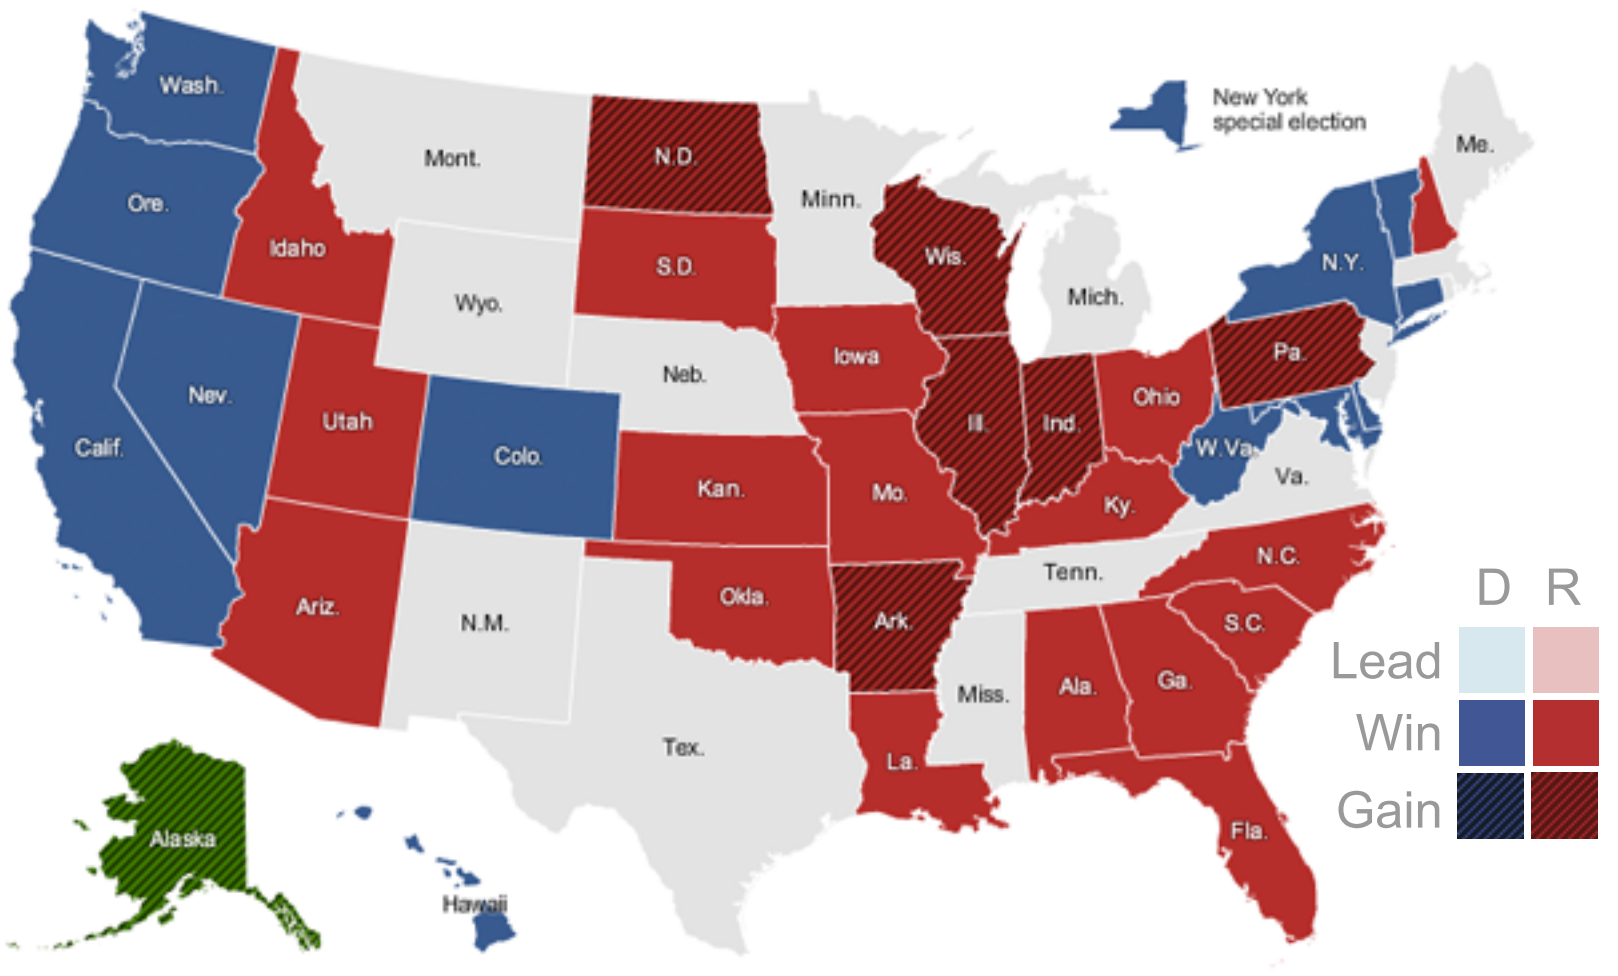 Wash.
Mont.
N.D.
Minn.
New York
special election
Me.
Ore.
Idaho
S.D.
Wis.
Mich.
N.Y.
Wyo.
Iowa
Pa.
Nev.
Utah
Neb.
Ill.
Ind.
Ohio
Calif.
Colo.
Kan.
Mo.
Ky.
W.Va.
Va.
Ariz.
N.M.
Okla.
Ark.
Tenn.
N.C.
S.C.
Tex.
La.
Miss.
Ala.
Ga.
Fla.
Alaska
Hawaii
D R
Lead
Win
Gain